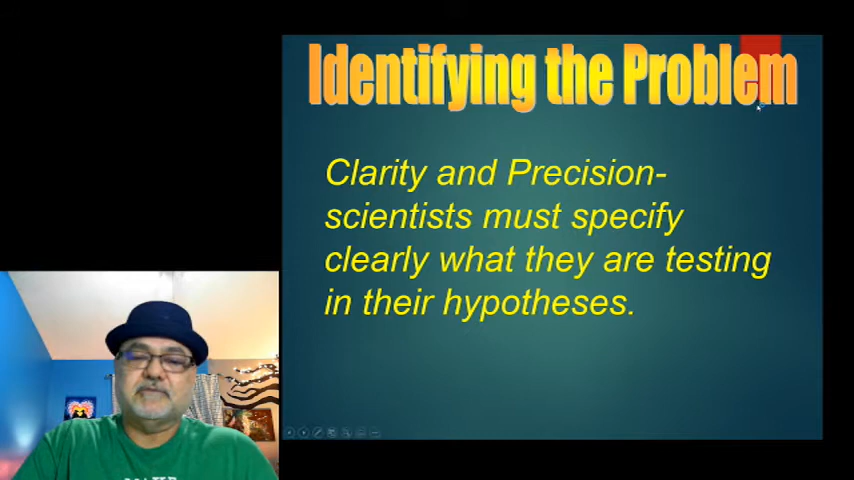 Identifying the Problem
Clarity and Precision-
scientists must specify
clearly what they are testing
in their hypotheses.